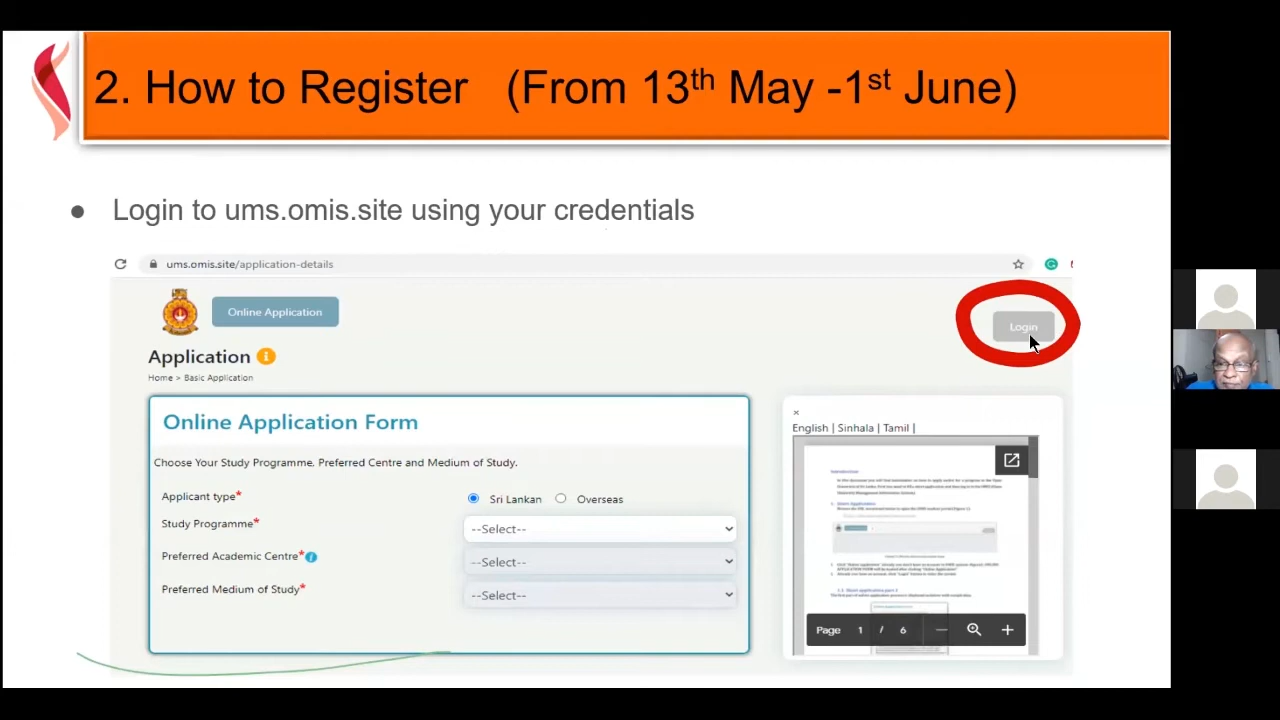 2. How to Register (From 13th May -1st June)
● Login to ums.omis.site using your credentials
ums.omis.site/application-details
Online Application
Login
Application
Home > Basic Application
Online Application Form
Choose Your Study Programme. Preferred Centre and Medium of Study.
Applicant type* Sri Lankan Overseas
Study Programme* --Select--
Preferred Academic Centre* --Select--
Preferred Medium of Study* --Select--
×
English | Sinhala | Tamil |
Introduction
Page 1 / 6